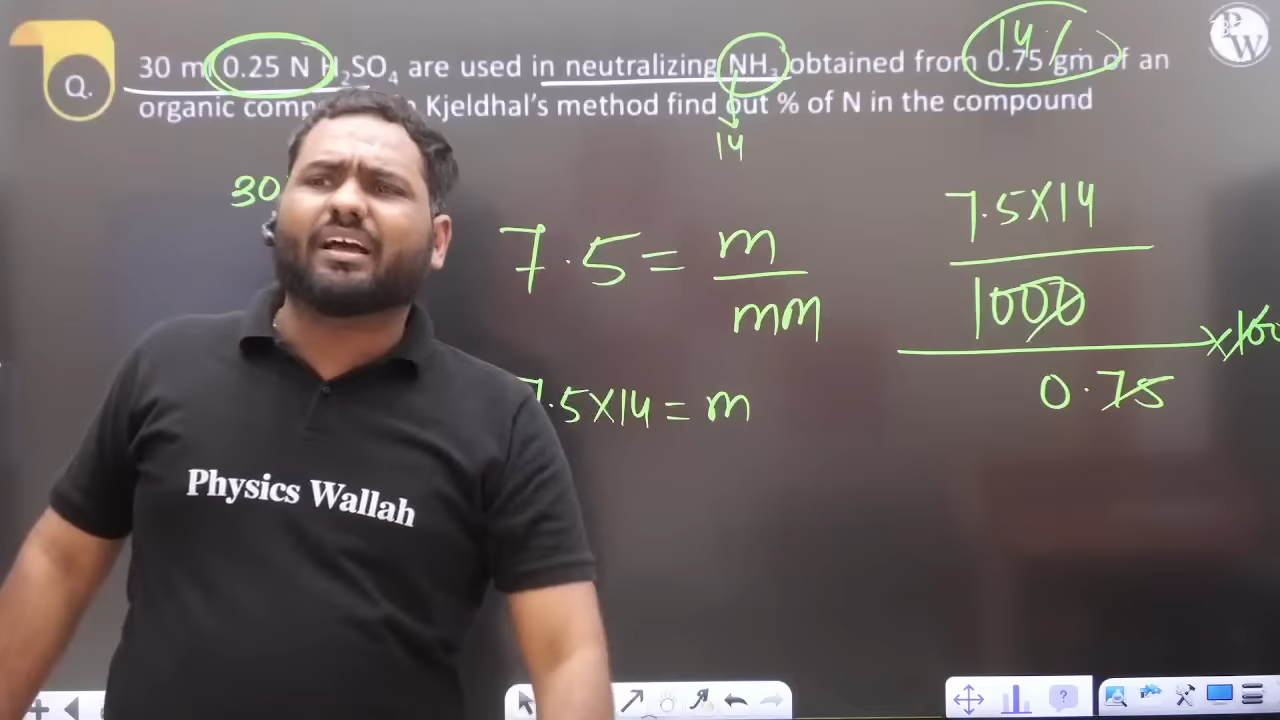 Q.
30 ml 0.25 N H₂SO₄ are used in neutralizing NH₃ obtained from 0.75 gm of an
organic Kjeldhal's method find out % of N in the compound
14%
14
30
7.5 = m / mm
7.5×14 = m
7.5×14
1000
×100
0.75
Physics Wallah
W